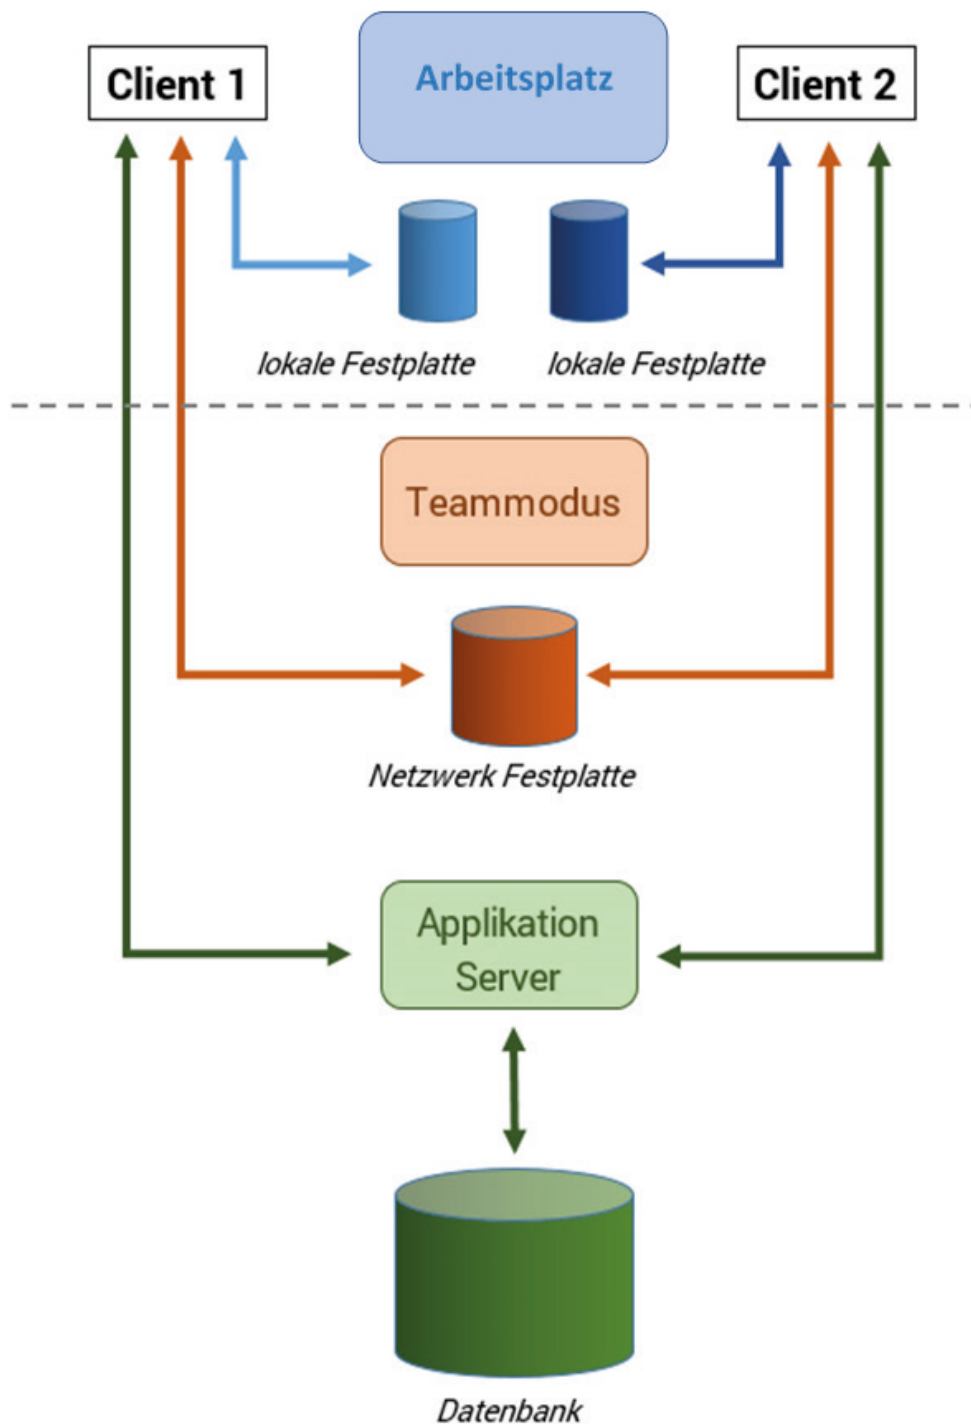 Client 1
Arbeitsplatz
Client 2
lokale Festplatte
lokale Festplatte
Teammodus
Netzwerk Festplatte
Applikation
Server
Datenbank